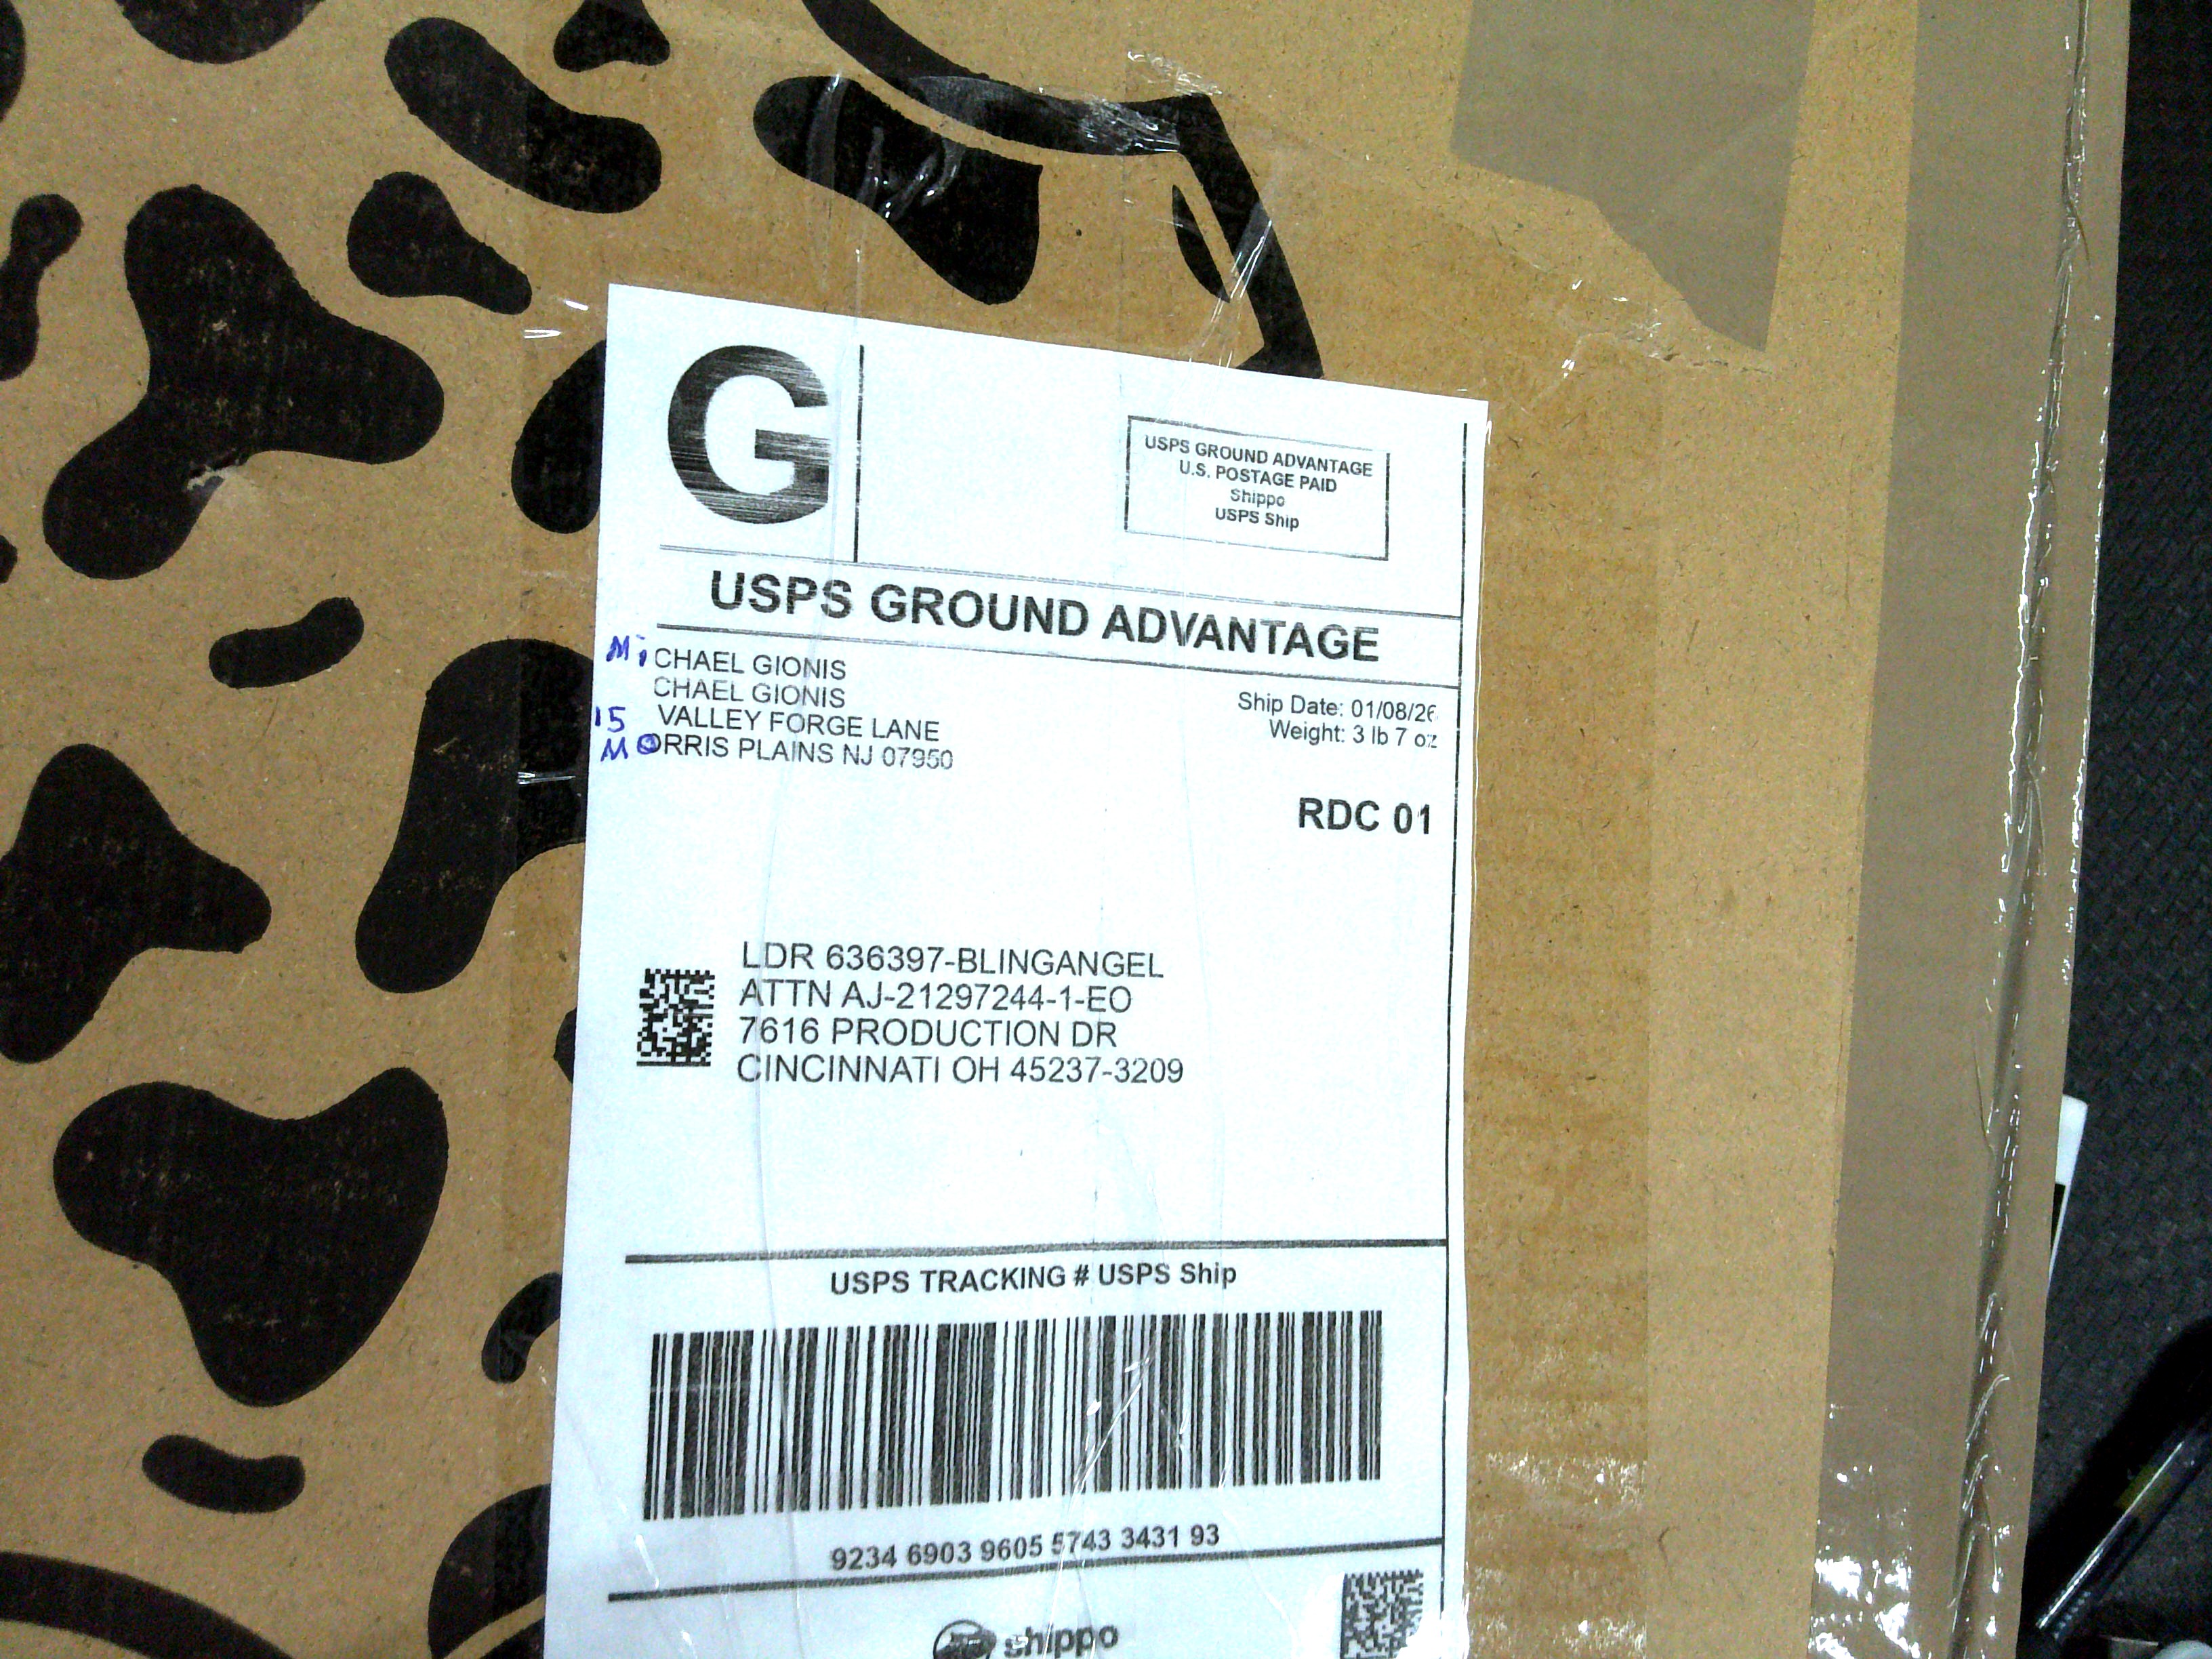 G
USPS GROUND ADVANTAGE
U.S. POSTAGE PAID
Shippo
USPS Ship
USPS GROUND ADVANTAGE
MiCHAEL GIONIS
CHAEL GIONIS
15 VALLEY FORGE LANE
MORRIS PLAINS NJ 07950
Ship Date: 01/08/26
Weight: 3 lb 7 oz
RDC 01
LDR 636397-BLINGANGEL
ATTN AJ-21297244-1-EO
7616 PRODUCTION DR
CINCINNATI OH 45237-3209
USPS TRACKING # USPS Ship
9234 6903 9605 5743 3431 93
shippo